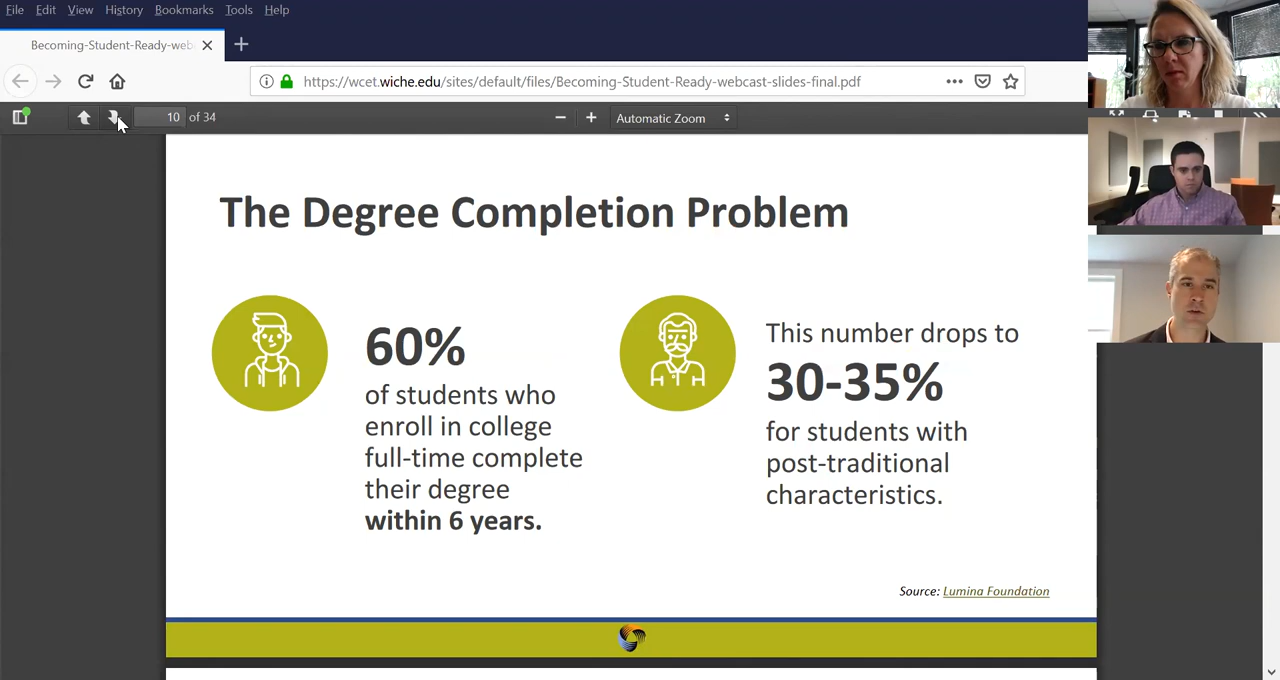 File Edit View History Bookmarks Tools Help
Becoming-Student-Ready-web
https://wcet.wiche.edu/sites/default/files/Becoming-Student-Ready-webcast-slides-final.pdf
10 of 34
Automatic Zoom
The Degree Completion Problem
60%
of students who
enroll in college
full-time complete
their degree
within 6 years.
This number drops to
30-35%
for students with
post-traditional
characteristics.
Source: Lumina Foundation